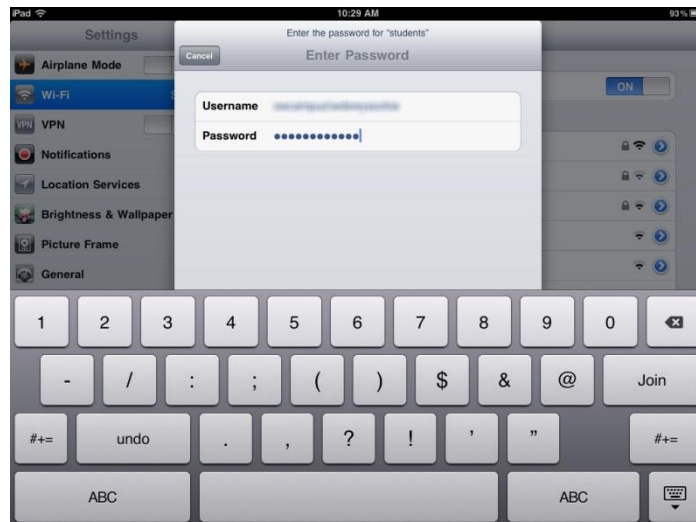 iPad 10:29 AM 93%
Settings
Enter the password for "students"
Cancel Enter Password
Airplane Mode
Wi-Fi ON
VPN VPN
Username
Password ●●●●●●●●●●●●
Notifications
Location Services
Brightness & Wallpaper
Picture Frame
General
1 2 3 4 5 6 7 8 9 0
- / : ; ( ) $ & @ Join
#+= undo . , ? ! ' " #+=
ABC ABC